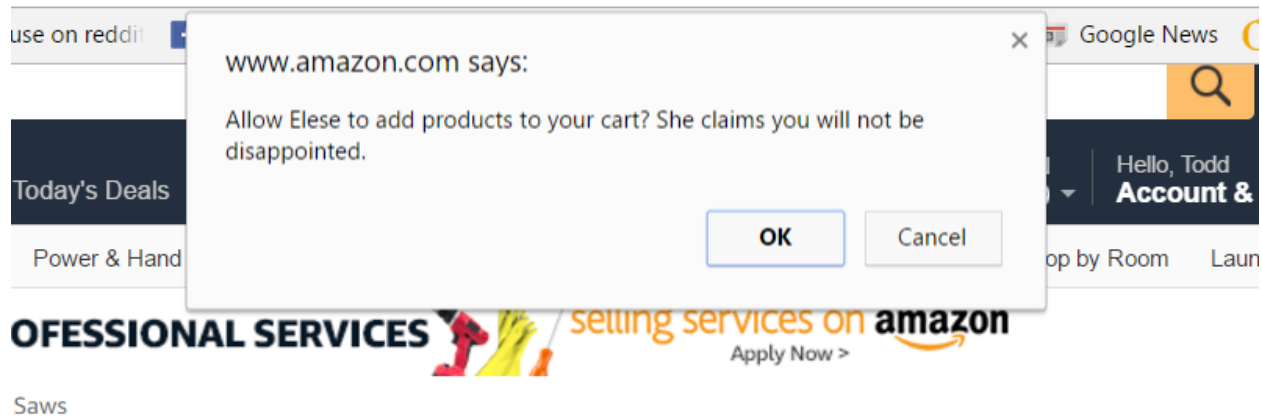 use on reddit
Google News
www.amazon.com says:
Allow Elese to add products to your cart? She claims you will not be
disappointed.
OK
Cancel
Today's Deals
Hello, Todd
Account &
Power & Hand
op by Room
Laun
OFESSIONAL SERVICES
selling services on amazon
Apply Now >
Saws